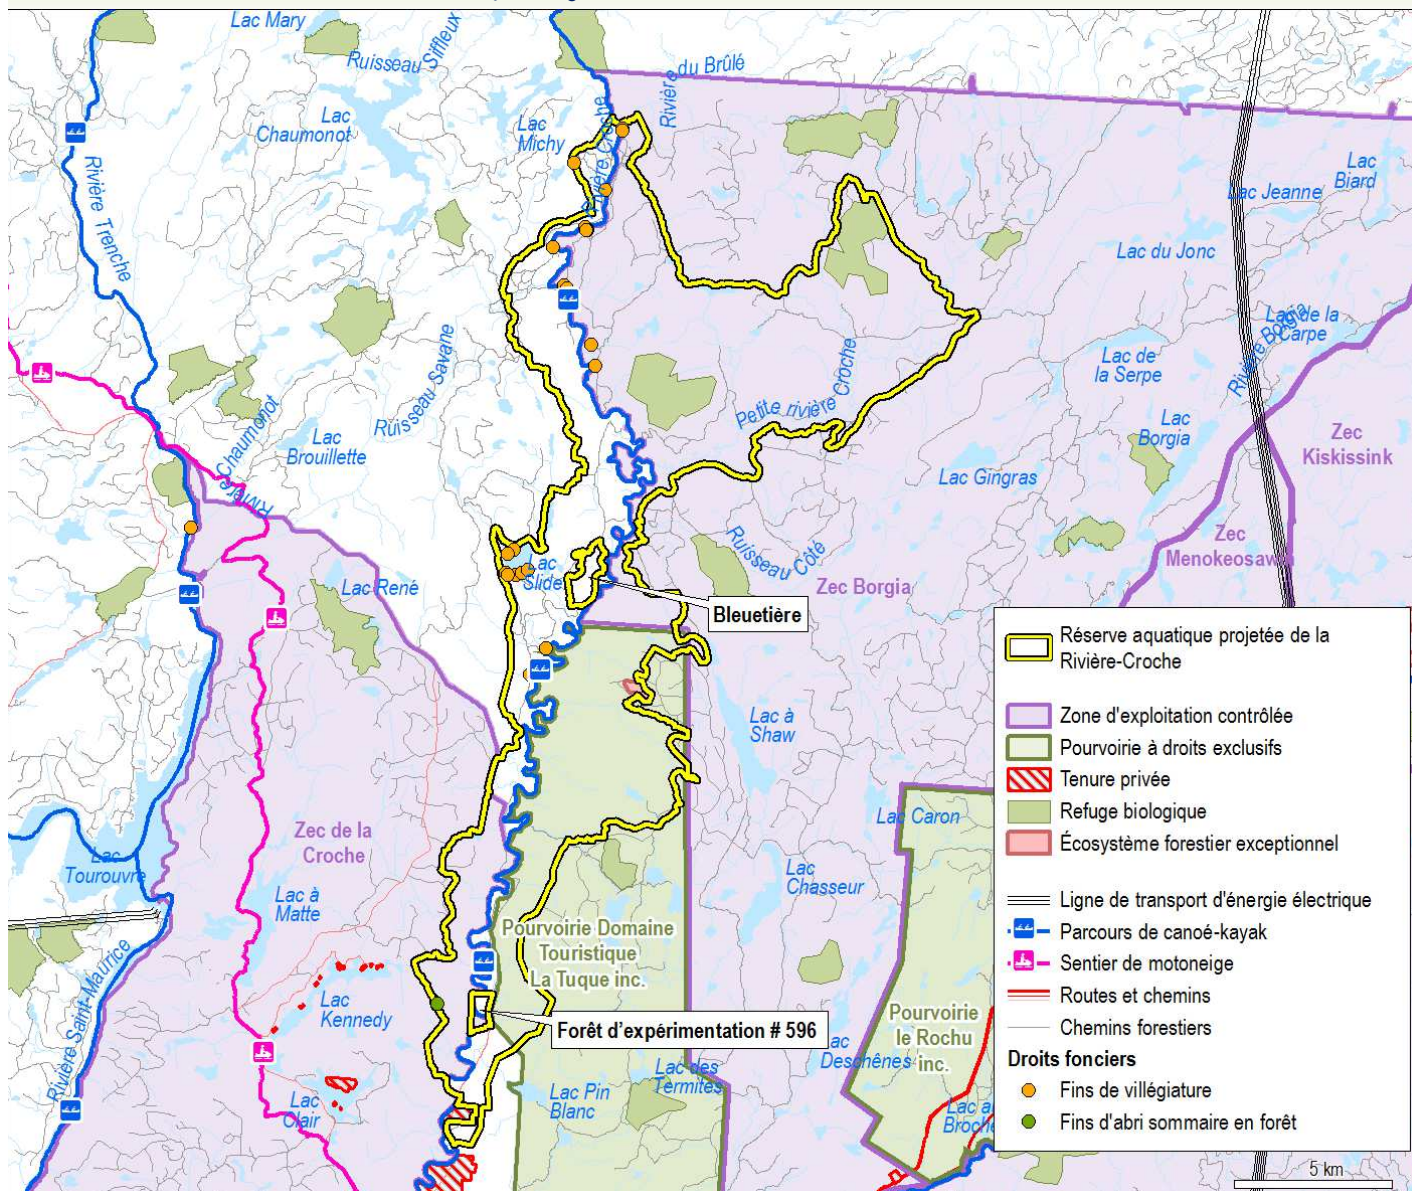 Lac Mary
Ruisseau Siffleux
Rivière du Brûlé
Lac
Chaumonot
Lac
Michy
Rivière Croche
Lac
Biard
Lac Jeanne
Rivière Trenche
Lac du Jonc
Lac de la
Carpe
Rivière Borgia
Lac de
la Serpe
Ruisseau Savane
Petite rivière Croche
Rivière Chaumonot
Lac
Brouillette
Lac
Borgia
Zec
Kiskissink
Lac Gingras
Zec
Menokeosawin
Ruisseau Côté
Lac René
Lac
Slide
Zec Borgia
Bleuetière
Lac à
Shaw
Zec de la
Croche
Lac Caron
Lac
Tourouvre
Lac à
Matte
Lac
Chasseur
Pourvoirie Domaine
Touristique
La Tuque inc.
Rivière Saint-Maurice
Lac
Kennedy
Forêt d'expérimentation # 596
Pourvoirie
le Rochu
inc.
Lac
Deschênes
Lac des
Termites
Lac Pin
Blanc
Lac
Clair
Réserve aquatique projetée de la
Rivière-Croche
Zone d'exploitation contrôlée
Pourvoirie à droits exclusifs
Tenure privée
Refuge biologique
Écosystème forestier exceptionnel
Ligne de transport d'énergie électrique
Parcours de canoé-kayak
Sentier de motoneige
Routes et chemins
Chemins forestiers
Droits fonciers
Fins de villégiature
Fins d'abri sommaire en forêt
5 km